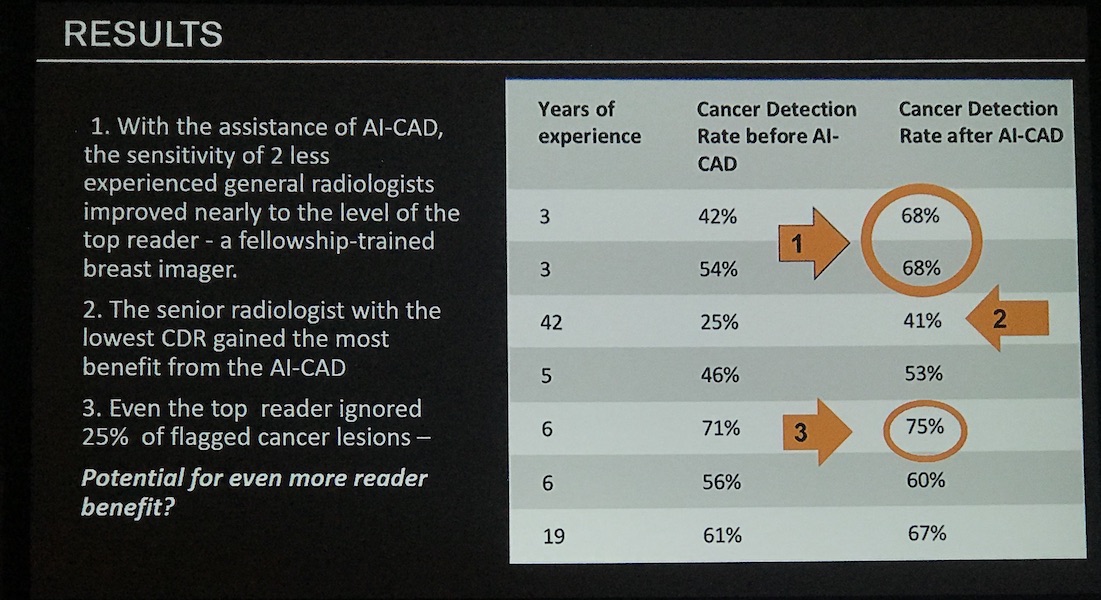 RESULTS
1. With the assistance of AI-CAD,
the sensitivity of 2 less
experienced general radiologists
improved nearly to the level of the
top reader - a fellowship-trained
breast imager.
2. The senior radiologist with the
lowest CDR gained the most
benefit from the AI-CAD
3. Even the top reader ignored
25% of flagged cancer lesions –
Potential for even more reader
benefit?
Years of experience | Cancer Detection Rate before AI-CAD | Cancer Detection Rate after AI-CAD
3 42% 68%
1
3 54% 68%
42 25% 41% 2
5 46% 53%
6 71% 3 75%
6 56% 60%
19 61% 67%